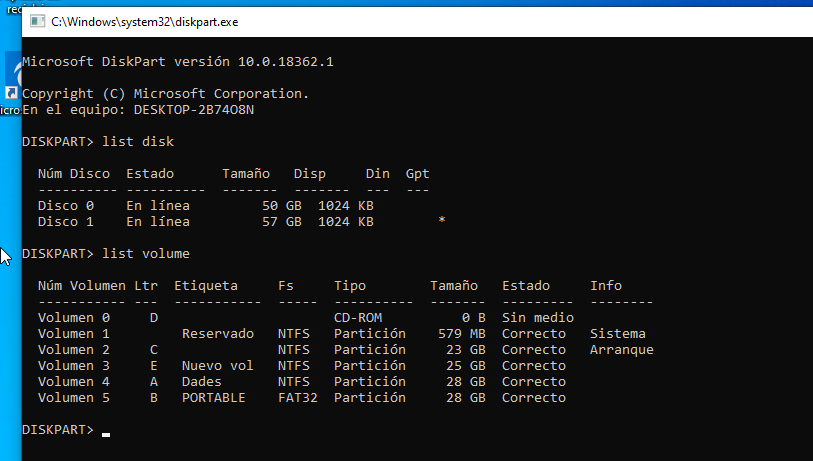 C:\Windows\system32\diskpart.exe
Microsoft DiskPart versión 10.0.18362.1
Copyright (C) Microsoft Corporation.
En el equipo: DESKTOP-2B74O8N
DISKPART> list disk
Núm Disco  Estado      Tamaño   Disp     Din  Gpt
---------- ----------  -------  -------  ---  ---
Disco 0    En línea         50 GB  1024 KB
Disco 1    En línea         57 GB  1024 KB        *
DISKPART> list volume
Núm Volumen Ltr  Etiqueta     Fs     Tipo        Tamaño   Estado     Info
----------- ---  -----------  -----  ----------  -------  ---------  --------
Volumen 0     D                      CD-ROM          0 B  Sin medio
Volumen 1         Reservado   NTFS   Partición    579 MB  Correcto   Sistema
Volumen 2     C               NTFS   Partición     23 GB  Correcto   Arranque
Volumen 3     E   Nuevo vol   NTFS   Partición     25 GB  Correcto
Volumen 4     A   Dades       NTFS   Partición     28 GB  Correcto
Volumen 5     B   PORTABLE    FAT32  Partición     28 GB  Correcto
DISKPART>